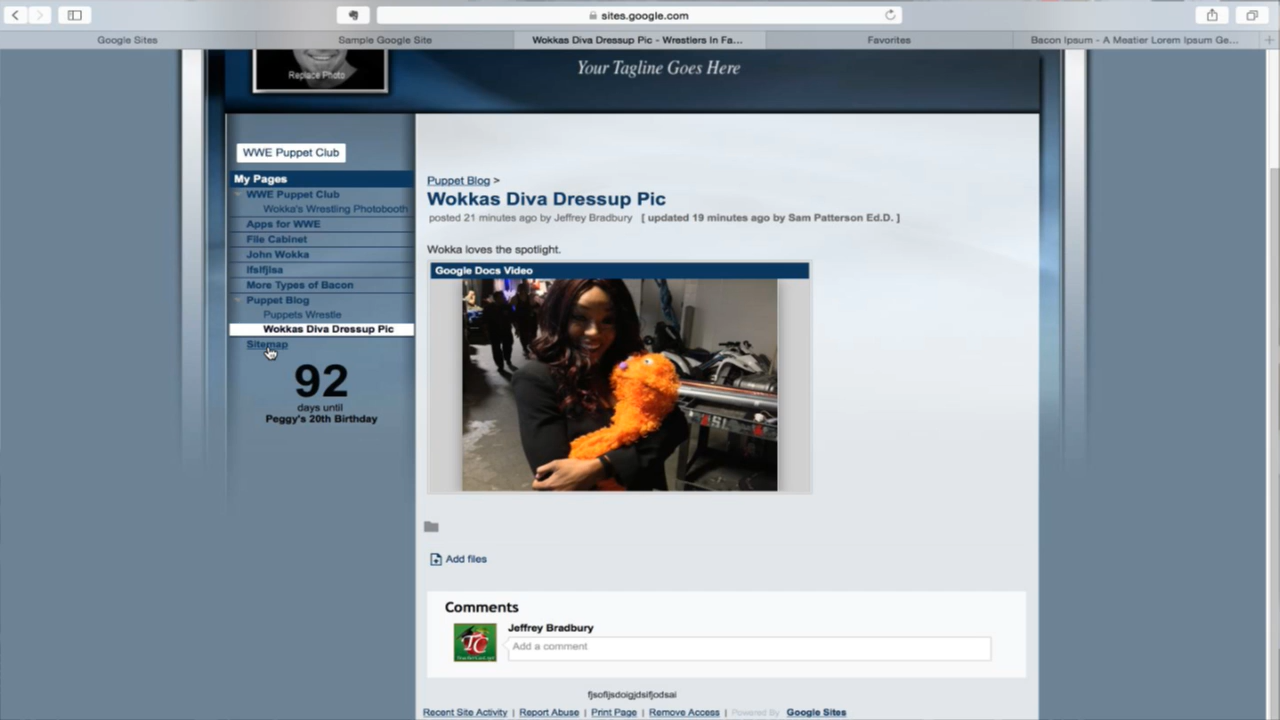 sites.google.com
Google Sites
Sample Google Site
Wokkas Diva Dressup Pic - Wrestlers In Fa...
Favorites
Bacon Ipsum - A Meatier Lorem Ipsum Ge...
Replace Photo
Your Tagline Goes Here
WWE Puppet Club
My Pages
WWE Puppet Club
Wokka's Wrestling Photobooth
Apps for WWE
File Cabinet
John Wokka
More Types of Bacon
Puppet Blog
Puppets Wrestle
Wokkas Diva Dressup Pic
Sitemap
92
days until
Peggy's 20th Birthday
Puppet Blog >
Wokkas Diva Dressup Pic
posted 21 minutes ago by Jeffrey Bradbury [ updated 19 minutes ago by Sam Patterson Ed.D. ]
Wokka loves the spotlight.
Google Docs Video
Add files
Comments
Jeffrey Bradbury
TC
Add a comment
Recent Site Activity | Report Abuse | Print Page | Remove Access | Powered By Google Sites